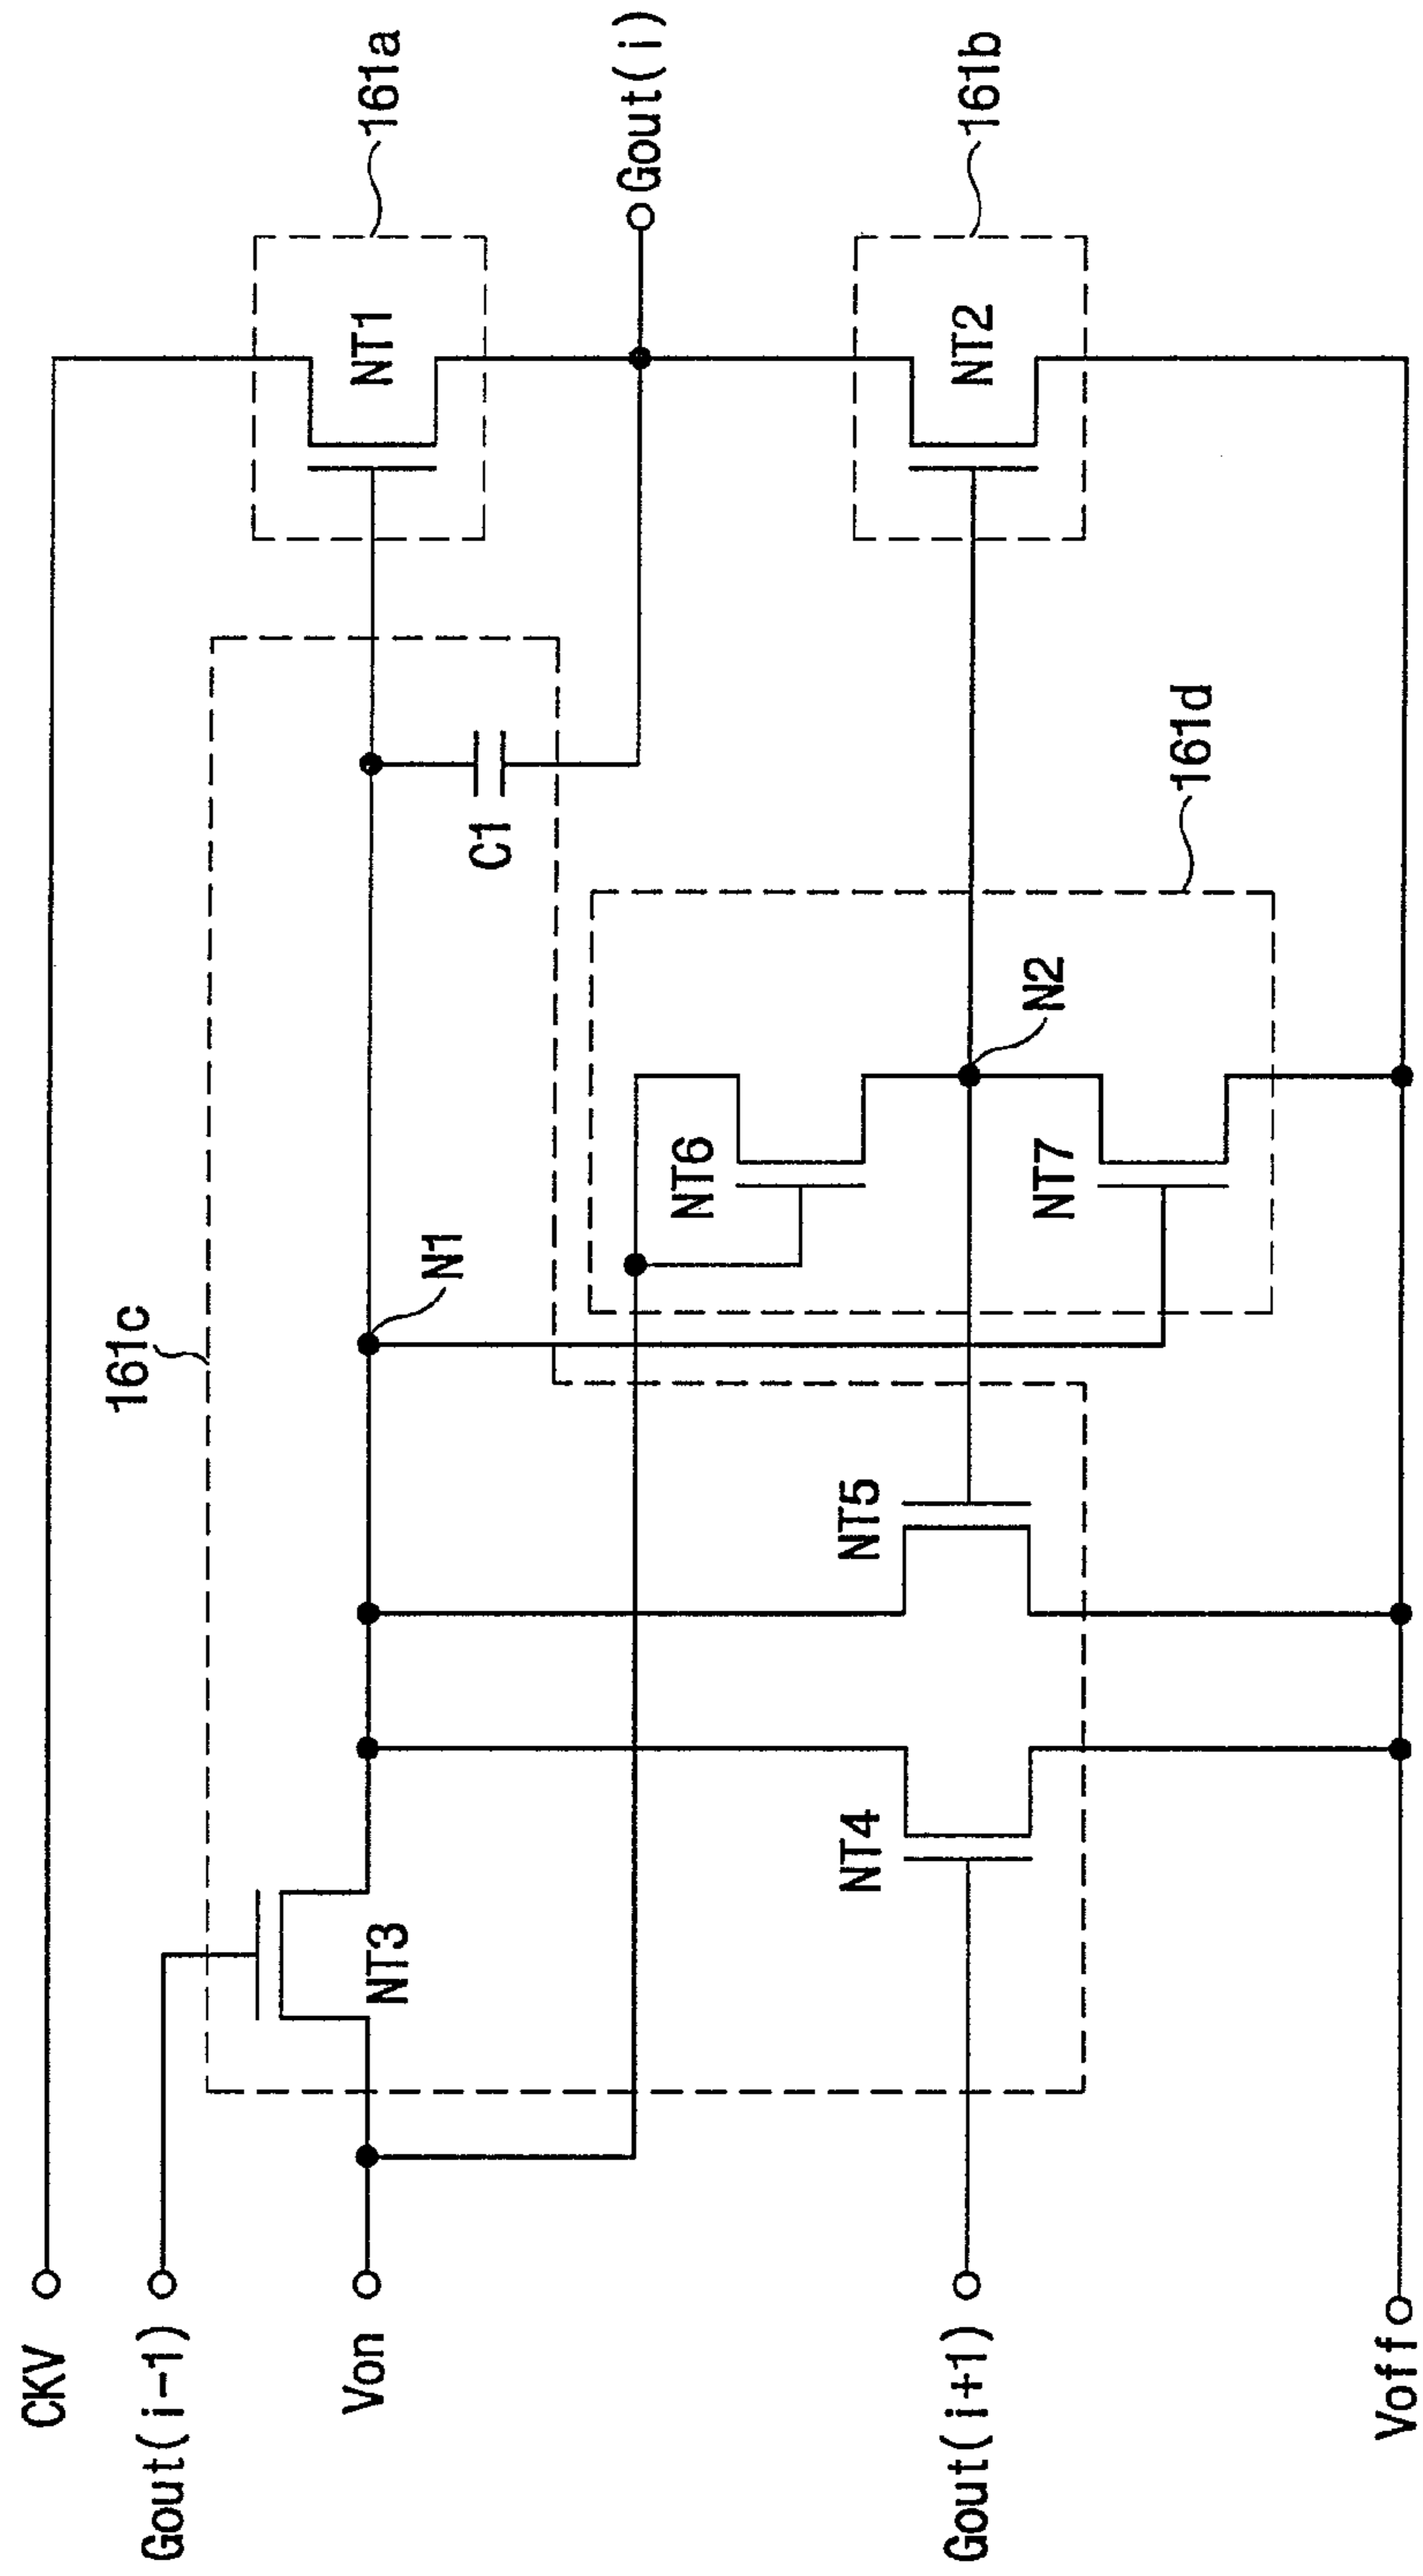 CKV
Gout(i-1)
Von
Gout(i+1)
Voff
161c
NT3
NT4
NT5
N1
NT6
NT7
N2
161d
C1
NT1
161a
NT2
161b
Gout(i)